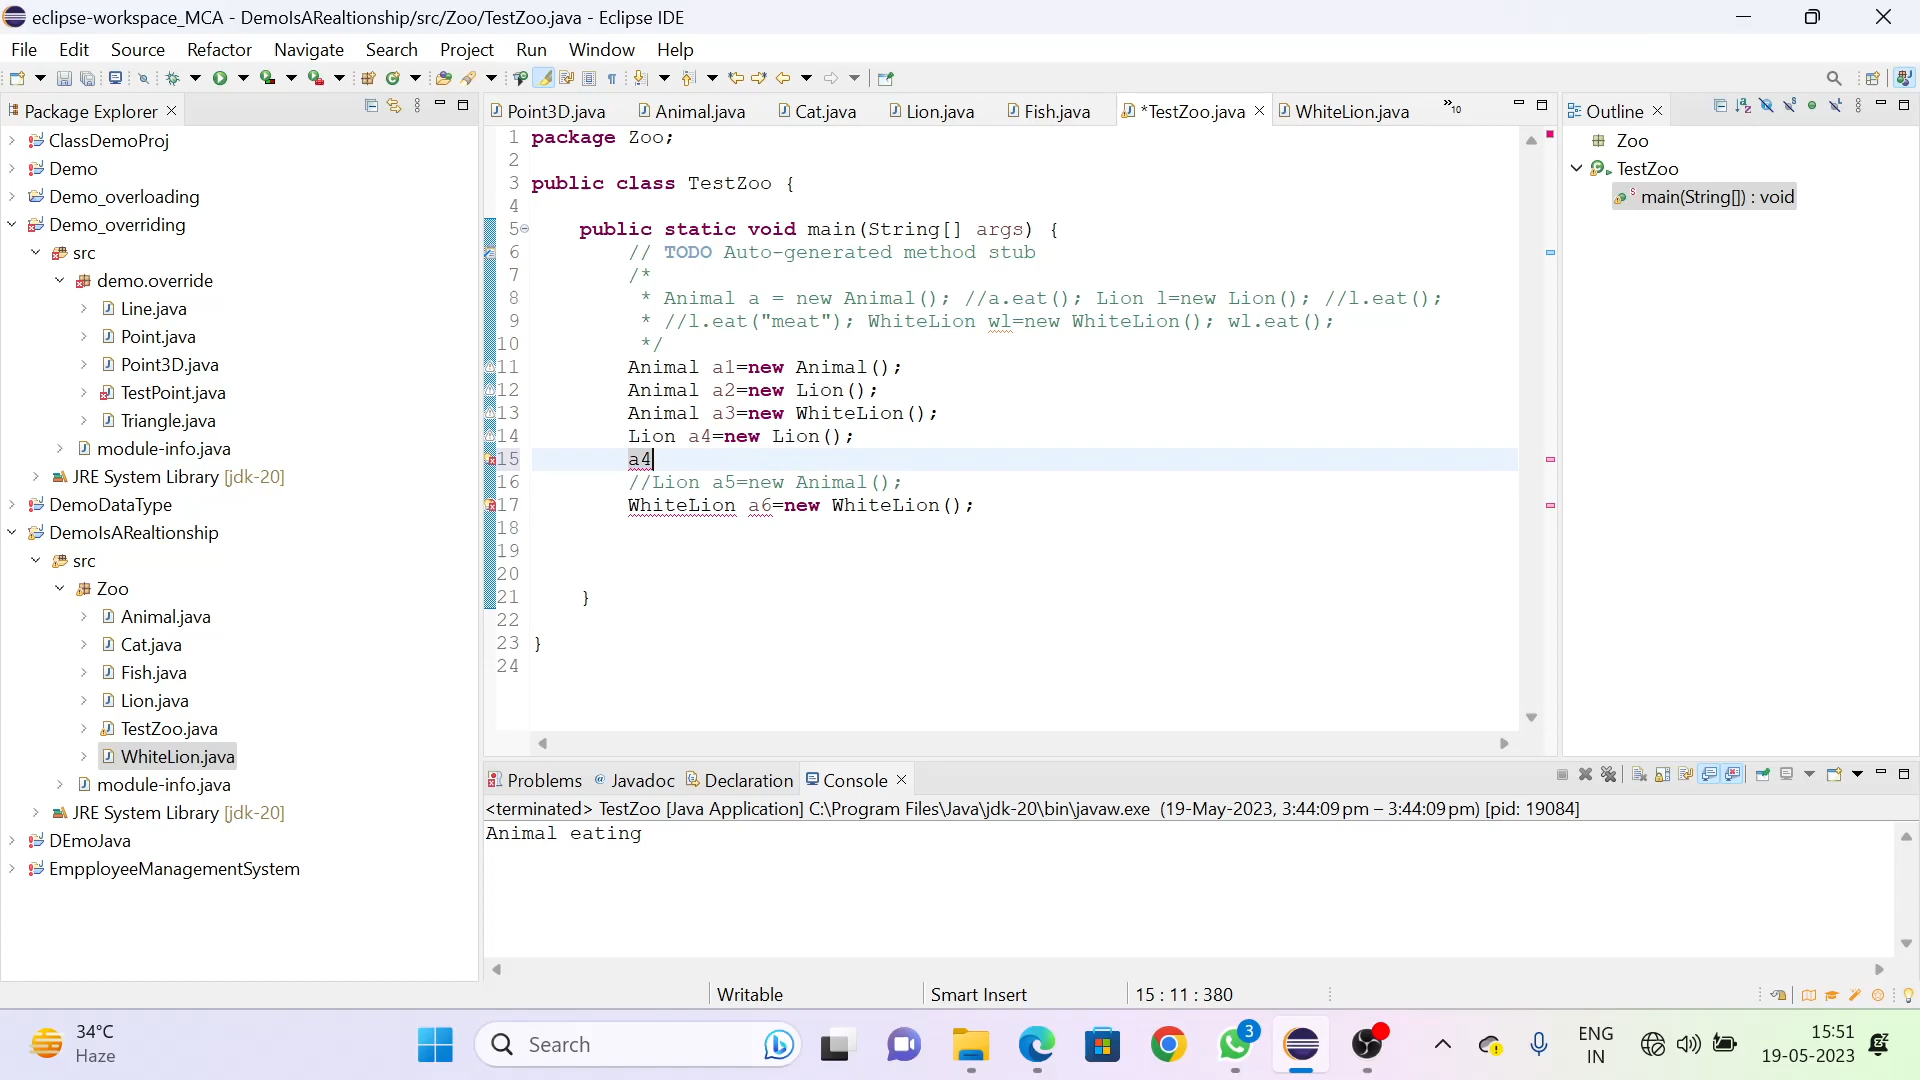 eclipse-workspace_MCA - DemoIsARealtionship/src/Zoo/TestZoo.java - Eclipse IDE
File Edit Source Refactor Navigate Search Project Run Window Help
Package Explorer
ClassDemoProj
Demo
Demo_overloading
Demo_overriding
src
demo.override
Line.java
Point.java
Point3D.java
TestPoint.java
Triangle.java
module-info.java
JRE System Library [jdk-20]
DemoDataType
DemoIsARealtionship
src
Zoo
Animal.java
Cat.java
Fish.java
Lion.java
TestZoo.java
WhiteLion.java
module-info.java
JRE System Library [jdk-20]
DEmoJava
EmpployeeManagementSystem
Point3D.java Animal.java Cat.java Lion.java Fish.java *TestZoo.java WhiteLion.java »10
1 package Zoo;
2
3 public class TestZoo {
4
5 public static void main(String[] args) {
6 // TODO Auto-generated method stub
7 /*
8 * Animal a = new Animal(); //a.eat(); Lion l=new Lion(); //l.eat();
9 * //l.eat("meat"); WhiteLion wl=new WhiteLion(); wl.eat();
10 */
11 Animal a1=new Animal();
12 Animal a2=new Lion();
13 Animal a3=new WhiteLion();
14 Lion a4=new Lion();
15 a4
16 //Lion a5=new Animal();
17 WhiteLion a6=new WhiteLion();
18
19
20
21 }
22
23 }
24
Outline
Zoo
TestZoo
main(String[]) : void
Problems Javadoc Declaration Console
<terminated> TestZoo [Java Application] C:\Program Files\Java\jdk-20\bin\javaw.exe (19-May-2023, 3:44:09 pm – 3:44:09 pm) [pid: 19084]
Animal eating
Writable Smart Insert 15 : 11 : 380
34°C
Haze
Search
3
ENG
IN
15:51
19-05-2023